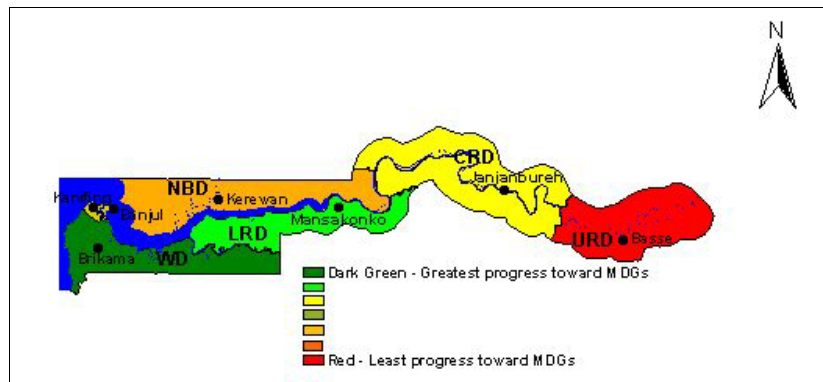 N
CRD
Janjanbureh
NBD
Kerewan
Kanifing
Banjul
Mansakonko
LRD
URD
Basse
Brikama
WD
Dark Green - Greatest progress toward MDGs
Red - Least progress toward MDGs